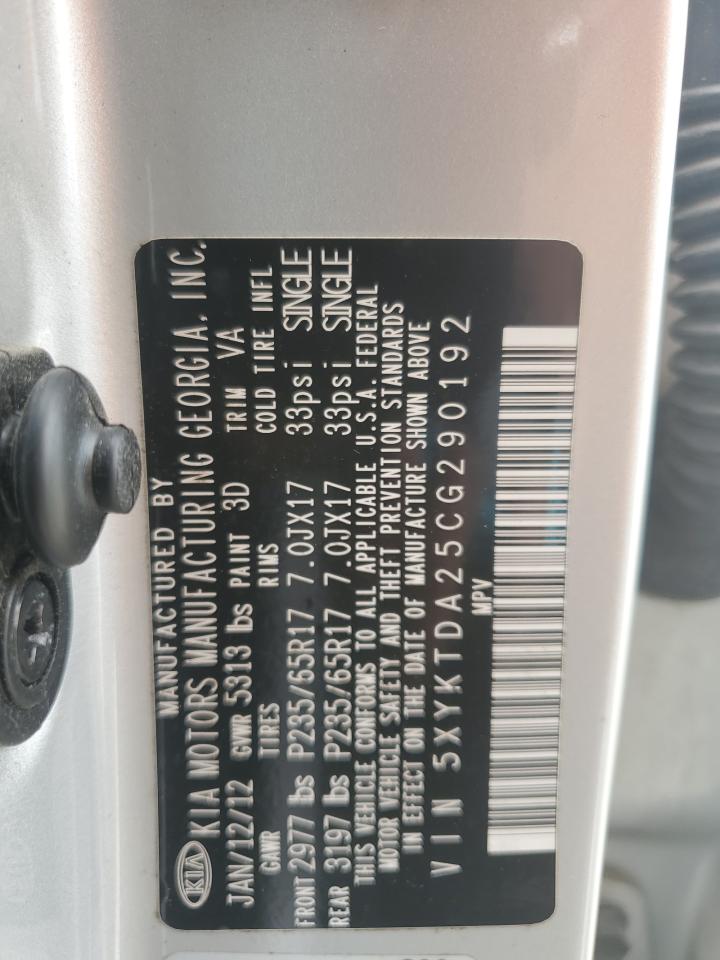 MANUFACTURED BY
KIA KIA MOTORS MANUFACTURING GEORGIA, INC.
JAN/12/12 GVWR 5313 lbs PAINT 3D TRIM VA
GAWR TIRES RIMS COLD TIRE INFL
FRONT 2977 lbs P235/65R17 7.0JX17 33psi SINGLE
REAR 3197 lbs P235/65R17 7.0JX17 33psi SINGLE
THIS VEHICLE CONFORMS TO ALL APPLICABLE U.S.A. FEDERAL
MOTOR VEHICLE SAFETY AND THEFT PREVENTION STANDARDS
IN EFFECT ON THE DATE OF MANUFACTURE SHOWN ABOVE
VIN 5XYKTDA25CG290192
MPV